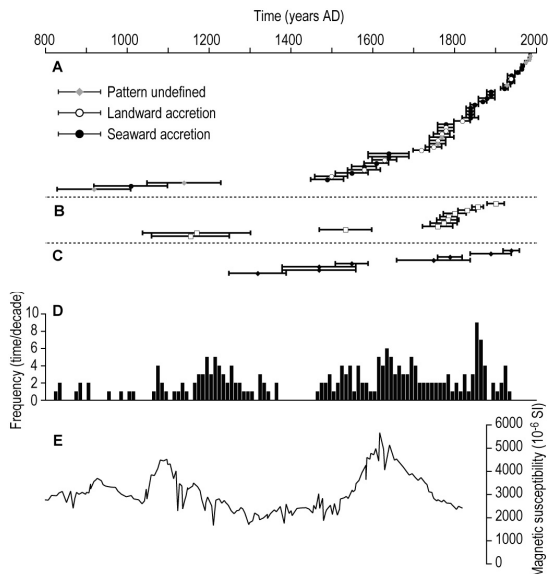 Time (years AD)
800 1000 1200 1400 1600 1800 2000
A
Pattern undefined
Landward accretion
Seaward accretion
B
C
D
Frequency (time/decade)
10
8
6
4
2
0
E
Magnetic susceptibility (10-6 SI)
6000
5000
4000
3000
2000
1000
0